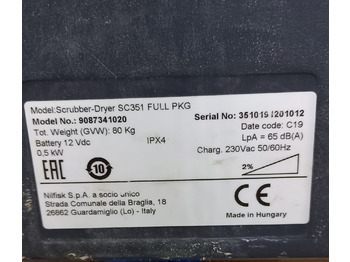 Model:Scrubber-Dryer SC351 FULL PKG
Model No.: 9087341020 Serial No:
Tot. Weight (GVW): 80 Kg Date code: C19
Battery 12 Vdc IPX4 LpA = 65 dB(A)
0,5 kW Charg. 230Vac 50/60Hz
EAC 10 2%
CE
Nilfisk S.p.A. a socio unico
Strada Comunale della Braglia, 18
26862 Guardamiglio (Lo) - Italy Made in Hungary